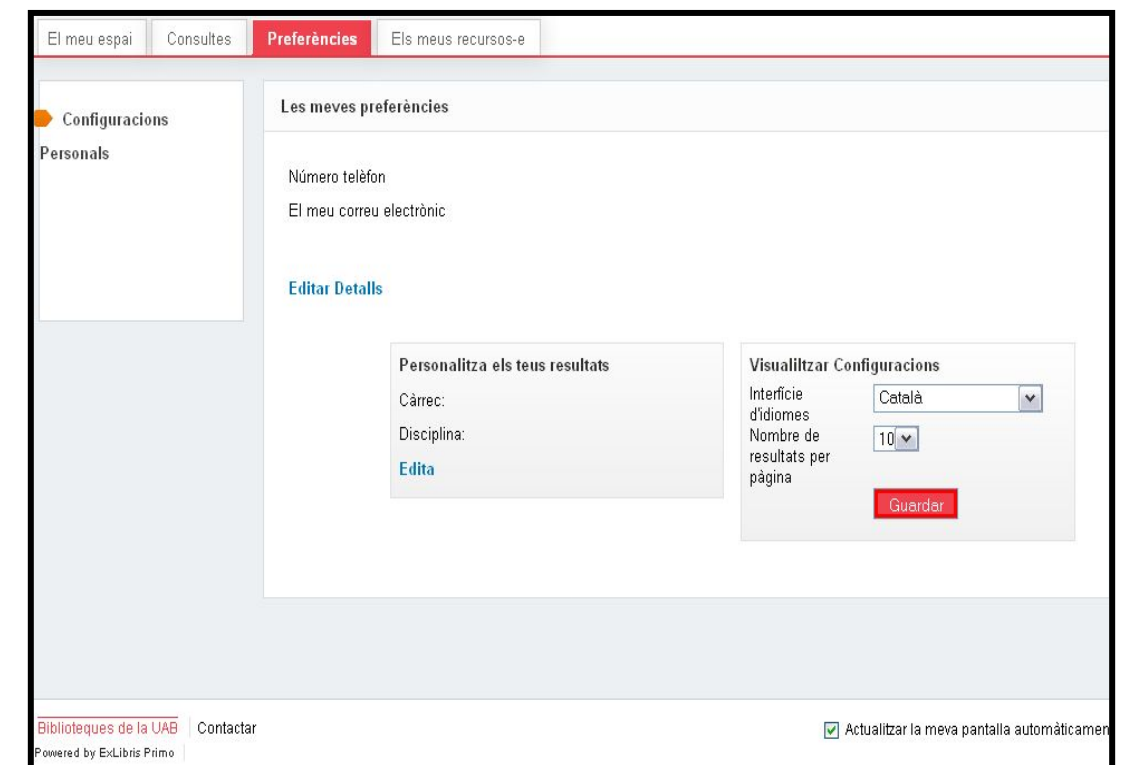 El meu espai
Consultes
Preferències
Els meus recursos-e
Configuracions
Personals
Les meves preferències
Número telèfon
El meu correu electrònic
Editar Detalls
Personalitza els teus resultats
Càrrec:
Disciplina:
Edita
Visualiltzar Configuracions
Interfície
d'idiomes
Català
Nombre de
resultats per
pàgina
10
Guardar
Biblioteques de la UAB
Contactar
Actualitzar la meva pantalla automàticamen
Powered by ExLibris Primo